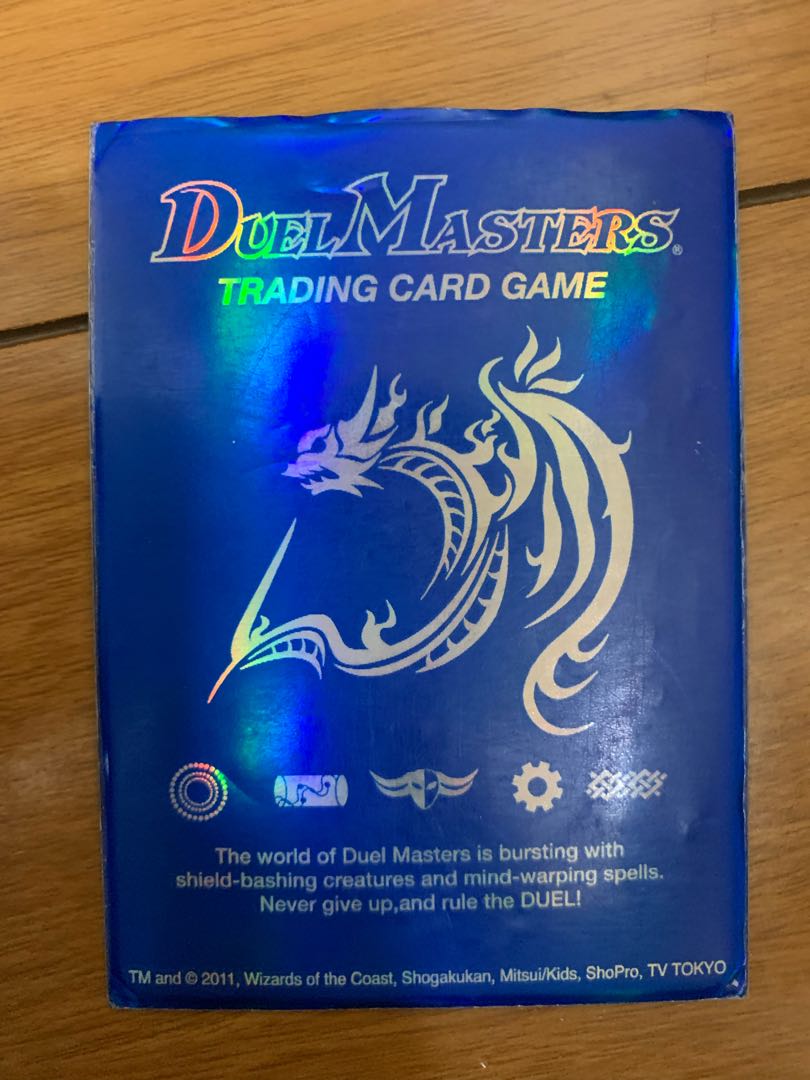 DUEL MASTERS®
TRADING CARD GAME
The world of Duel Masters is bursting with
shield-bashing creatures and mind-warping spells.
Never give up,and rule the DUEL!
TM and © 2011, Wizards of the Coast, Shogakukan, Mitsui/Kids, ShoPro, TV TOKYO